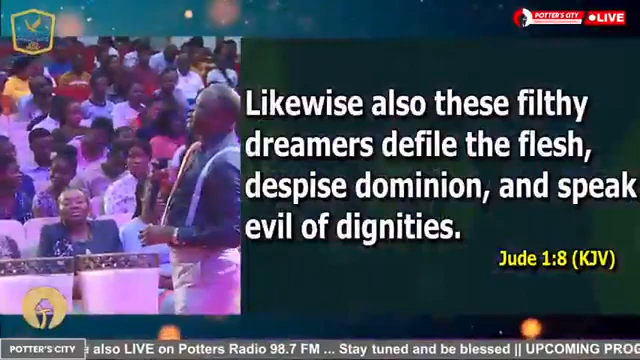 POTTER'S CITY
LIVE
Likewise also these filthy
dreamers defile the flesh,
despise dominion, and speak
evil of dignities.
Jude 1:8 (KJV)
POTTER'S CITY
also LIVE on Potters Radio 98.7 FM ... Stay tuned and be blessed || UPCOMING PROG